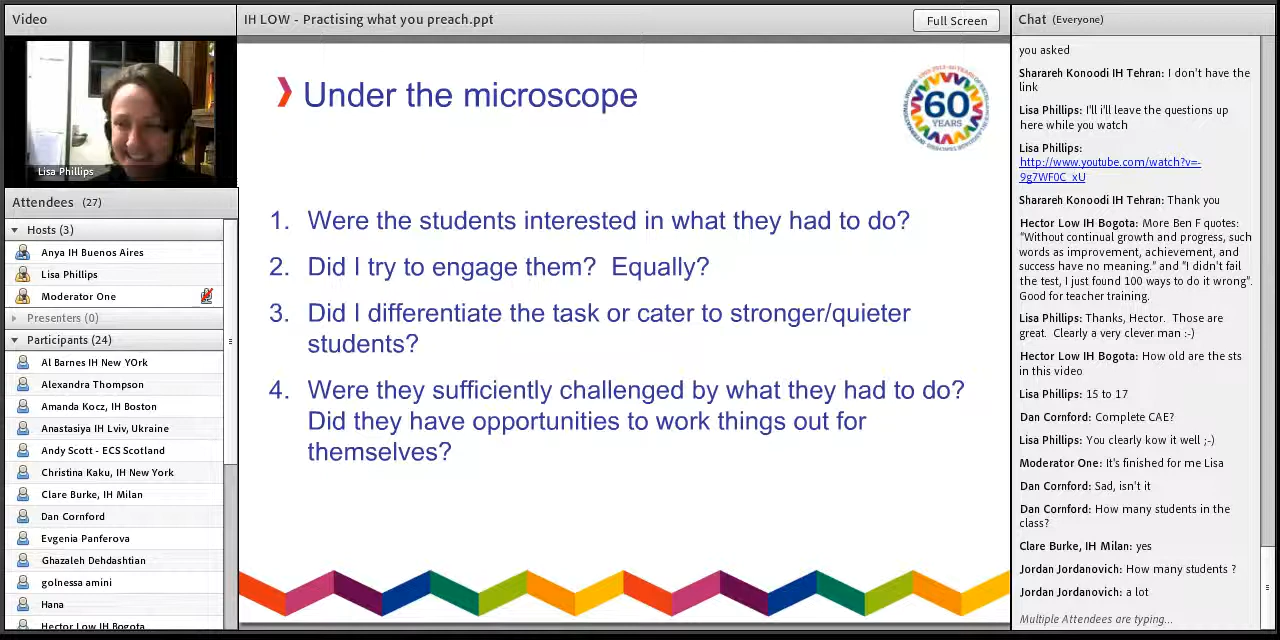 Video
Lisa Phillips
Attendees (27)
Hosts (3)
Anya IH Buenos Aires
Lisa Phillips
Moderator One
Presenters (0)
Participants (24)
Al Barnes IH New YOrk
Alexandra Thompson
Amanda Kocz, IH Boston
Anastasiya IH Lviv, Ukraine
Andy Scott - ECS Scotland
Christina Kaku, IH New York
Clare Burke, IH Milan
Dan Cornford
Evgenia Panferova
Ghazaleh Dehdashtian
golnessa amini
Hana
Hector Low IH Bogota
IH LOW - Practising what you preach.ppt
Full Screen
Under the microscope
60
YEARS
1. Were the students interested in what they had to do?
2. Did I try to engage them? Equally?
3. Did I differentiate the task or cater to stronger/quieter
students?
4. Were they sufficiently challenged by what they had to do?
Did they have opportunities to work things out for
themselves?
Chat (Everyone)
you asked
Sharareh Konoodi IH Tehran: I don't have the
link
Lisa Phillips: I'll i'll leave the questions up
here while you watch
Lisa Phillips:
http://www.youtube.com/watch?v=-
9g7WF0C_xU
Sharareh Konoodi IH Tehran: Thank you
Hector Low IH Bogota: More Ben F quotes:
"Without continual growth and progress, such
words as improvement, achievement, and
success have no meaning." and "I didn't fail
the test, I just found 100 ways to do it wrong".
Good for teacher training.
Lisa Phillips: Thanks, Hector. Those are
great. Clearly a very clever man :-)
Hector Low IH Bogota: How old are the sts
in this video
Lisa Phillips: 15 to 17
Dan Cornford: Complete CAE?
Lisa Phillips: You clearly kow it well ;-)
Moderator One: It's finished for me Lisa
Dan Cornford: Sad, isn't it
Dan Cornford: How many students in the
class?
Clare Burke, IH Milan: yes
Jordan Jordanovich: How many students ?
Jordan Jordanovich: a lot
Multiple Attendees are typing...